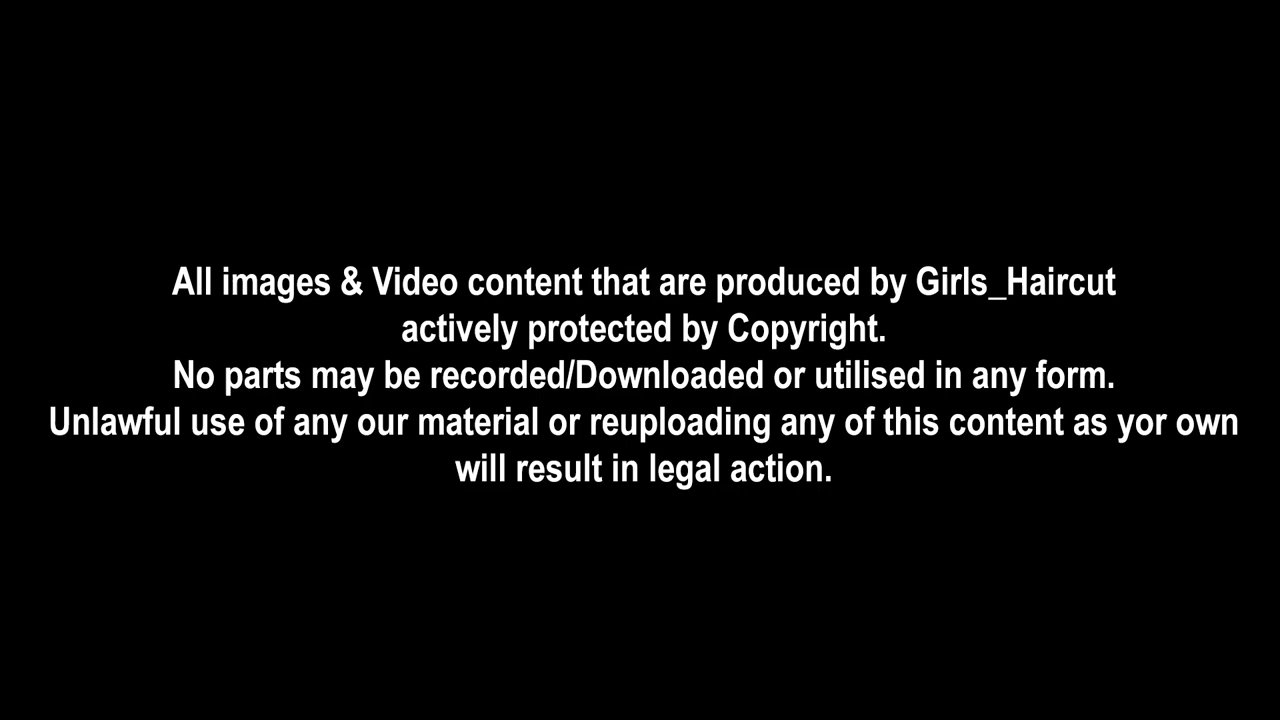 All images & Video content that are produced by Girls_Haircut
actively protected by Copyright.
No parts may be recorded/Downloaded or utilised in any form.
Unlawful use of any our material or reuploading any of this content as yor own
will result in legal action.